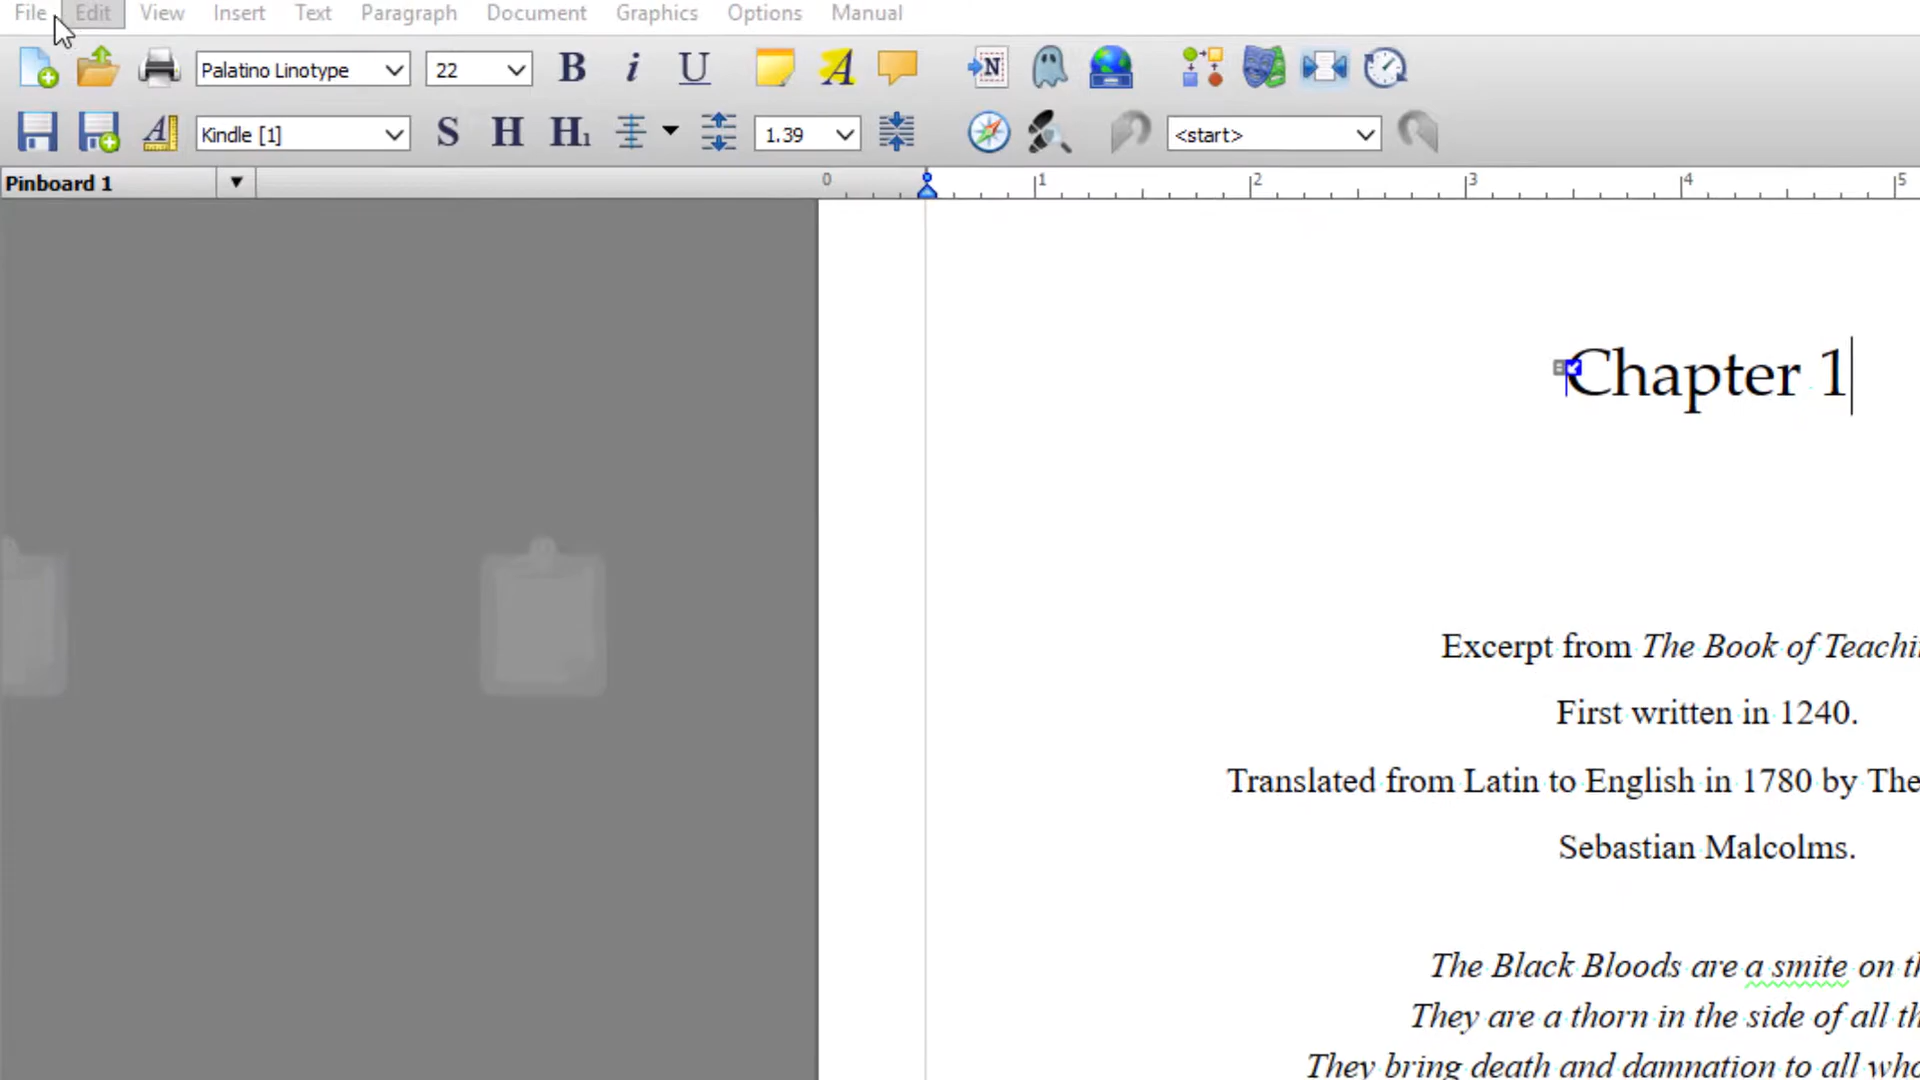 File Edit View Insert Text Paragraph Document Graphics Options Manual
Palatino Linotype 22 B i U A N
A Kindle [1] S H H1 1.39 <start>
Pinboard 1 0 1 2 3 4 5
Chapter 1
Excerpt from The Book of
First written in 1240.
Translated from Latin to English in 1780 by
Sebastian Malcolms.
The Black Bloods are a smite on
They are a thorn in the side of all
They bring death and damnation to all